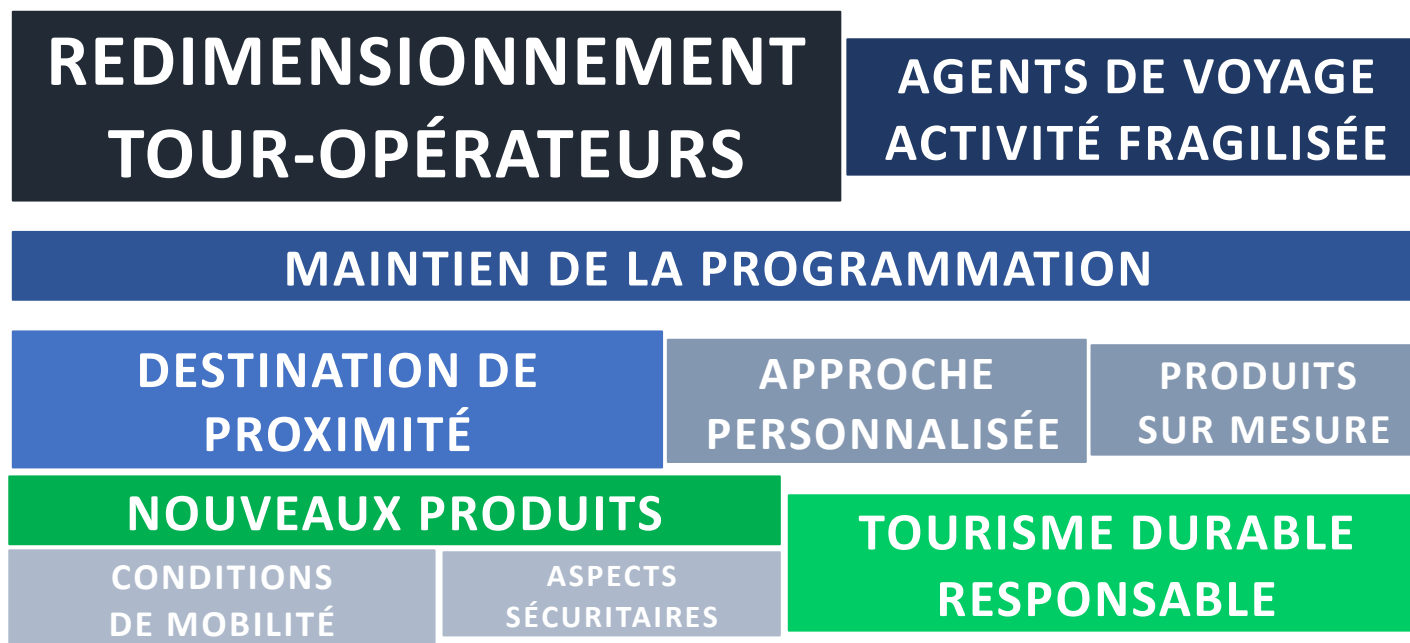 REDIMENSIONNEMENT
TOUR-OPÉRATEURS
AGENTS DE VOYAGE
ACTIVITÉ FRAGILISÉE
MAINTIEN DE LA PROGRAMMATION
DESTINATION DE
PROXIMITÉ
APPROCHE
PERSONNALISÉE
PRODUITS
SUR MESURE
NOUVEAUX PRODUITS
TOURISME DURABLE
RESPONSABLE
CONDITIONS
DE MOBILITÉ
ASPECTS
SÉCURITAIRES